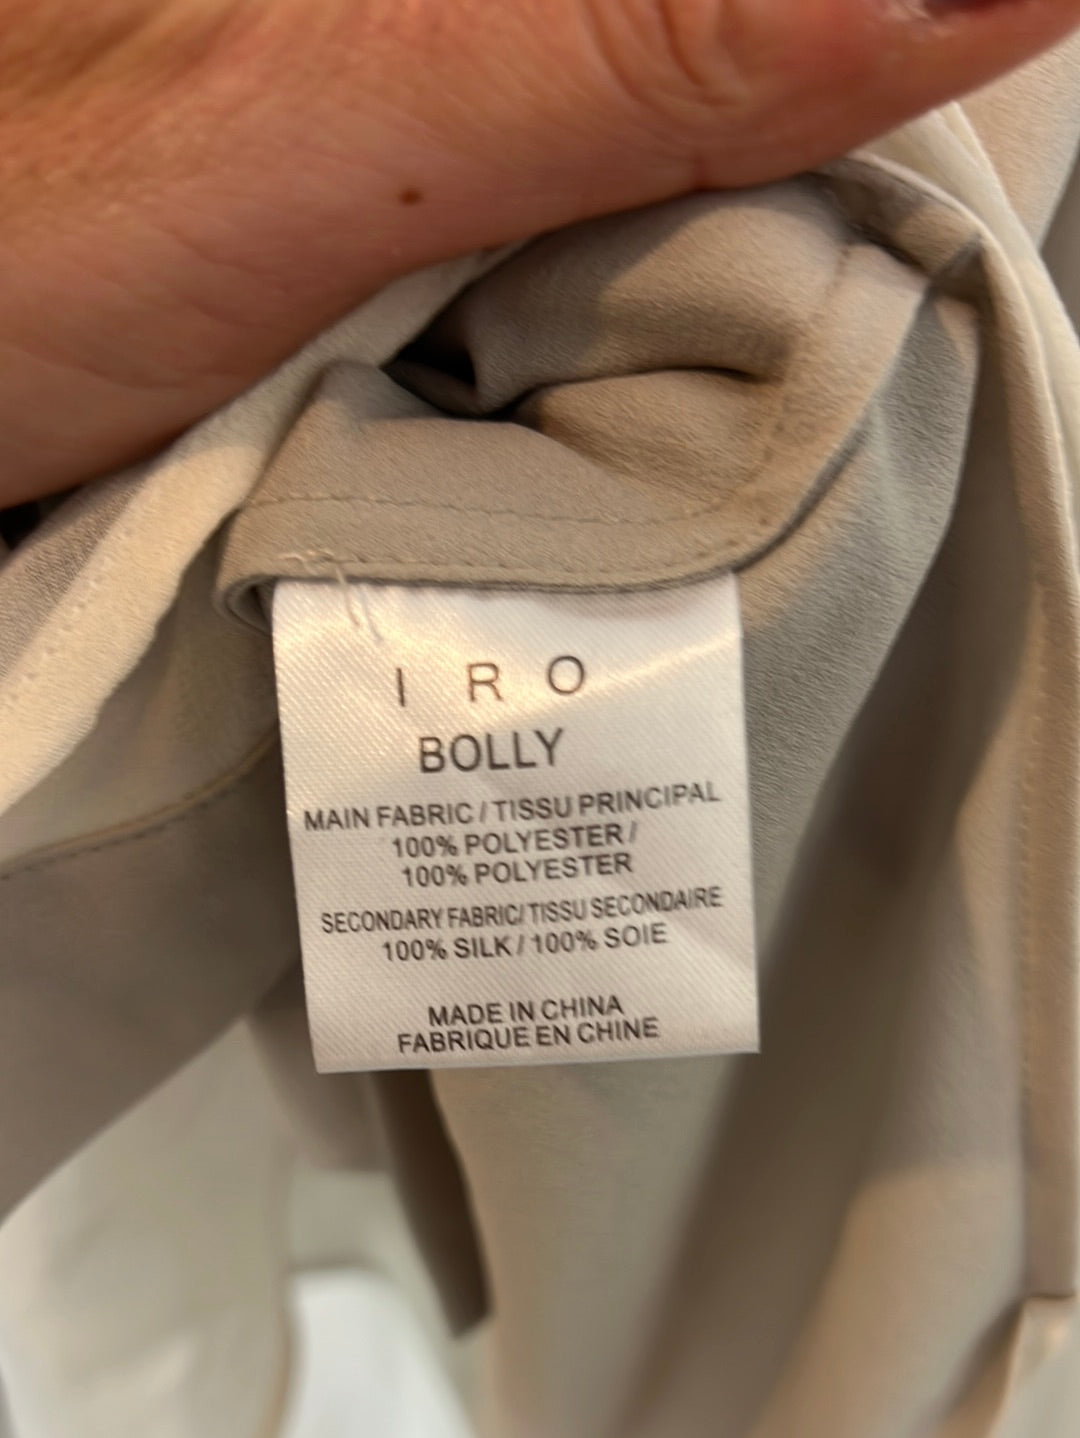 I R O
BOLLY
MAIN FABRIC / TISSU PRINCIPAL
100% POLYESTER /
100% POLYESTER
SECONDARY FABRIC/ TISSU SECONDAIRE
100% SILK / 100% SOIE
MADE IN CHINA
FABRIQUE EN CHINE